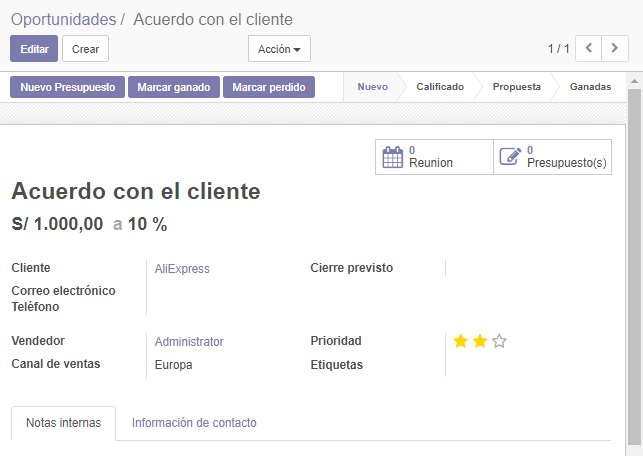 Oportunidades / Acuerdo con el cliente
Editar Crear Acción 1 / 1
Nuevo Presupuesto Marcar ganado Marcar perdido Nuevo Calificado Propuesta Ganadas
0 Reunion 0 Presupuesto(s)
Acuerdo con el cliente
S/ 1.000,00 a 10 %
Cliente AliExpress Cierre previsto
Correo electrónico
Teléfono
Vendedor Administrator Prioridad
Canal de ventas Europa Etiquetas
Notas internas Información de contacto